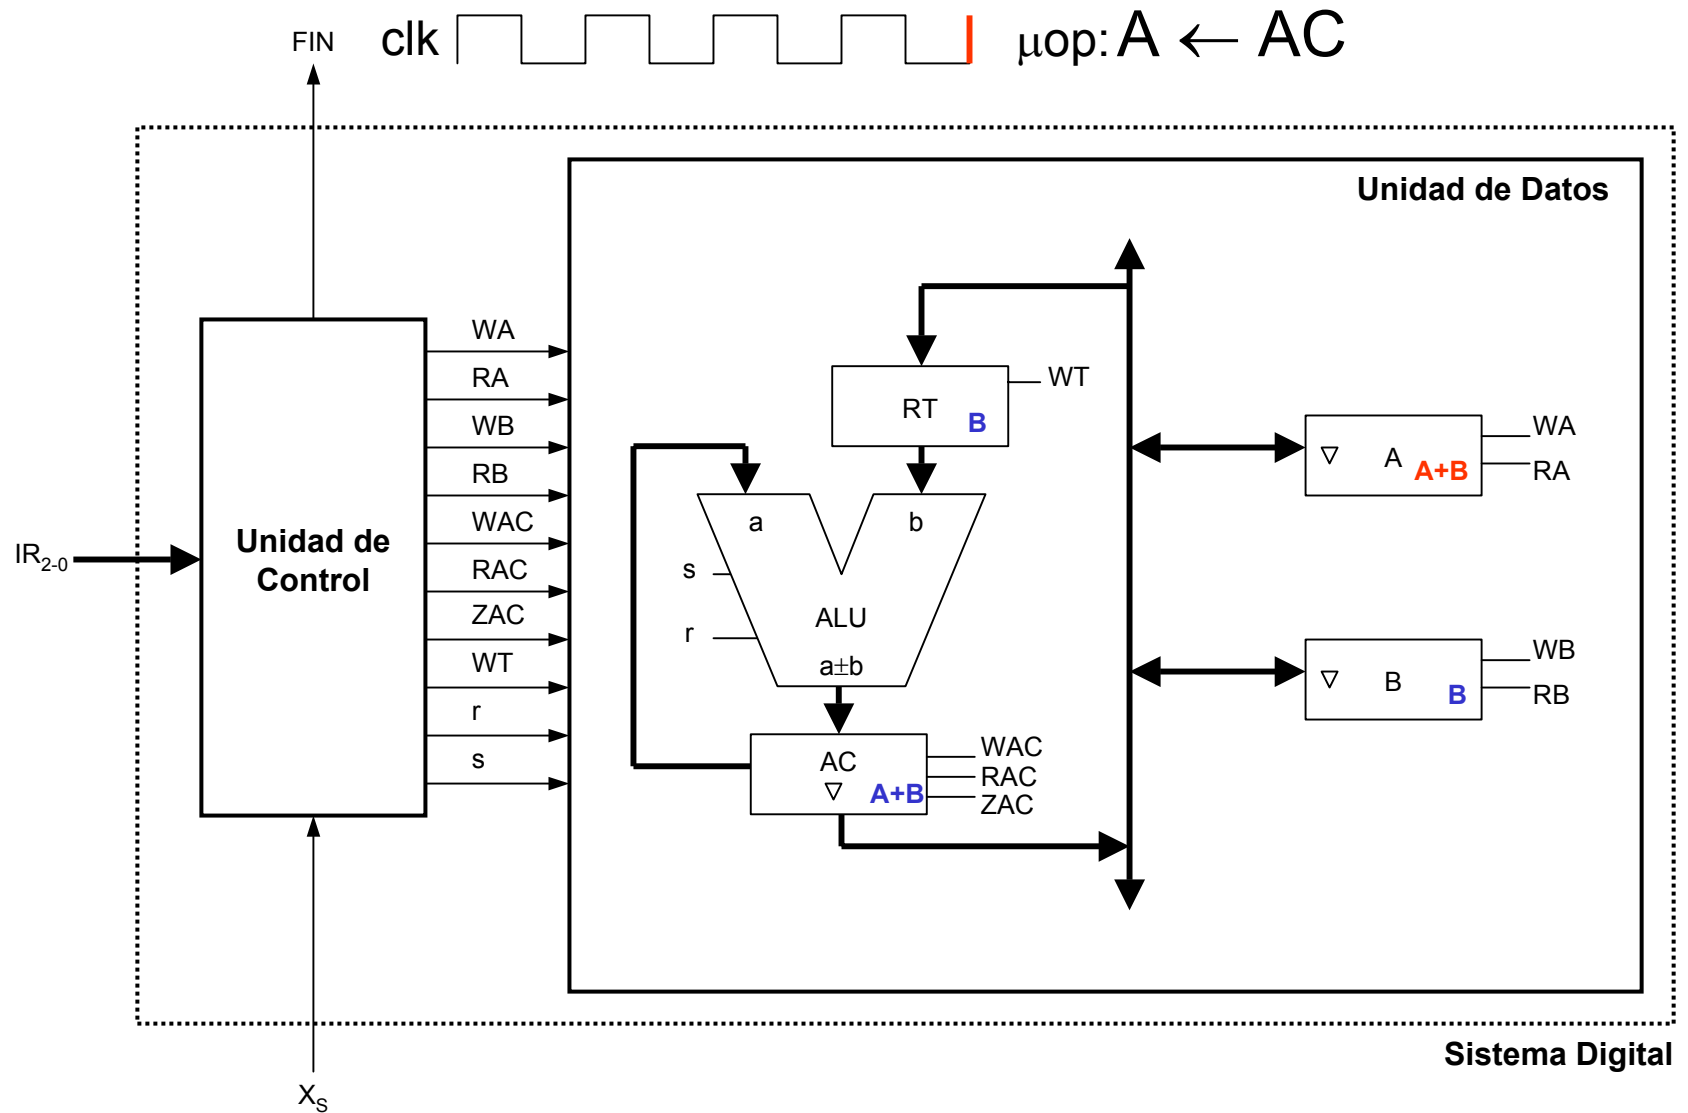 FIN
clk
μop: A ← AC
Unidad de Datos
WA
RA
WB
RB
WAC
RAC
ZAC
WT
r
s
Unidad de
Control
IR₂₋₀
RT B
WT
a b
s
r
ALU
a±b
AC
▽ A+B
WAC
RAC
ZAC
▽ A A+B
WA
RA
▽ B B
WB
RB
Sistema Digital
X_S